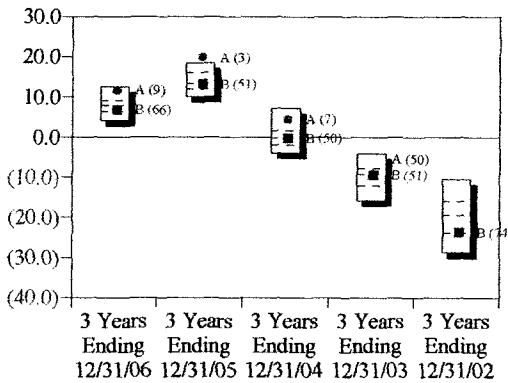 30.0
20.0
10.0
0.0
(10.0)
(20.0)
(30.0)
(40.0)
A (9)
B (66)
A (3)
B (51)
A (7)
B (50)
A (50)
B (51)
B (74
3 Years Ending 12/31/06
3 Years Ending 12/31/05
3 Years Ending 12/31/04
3 Years Ending 12/31/03
3 Years Ending 12/31/02